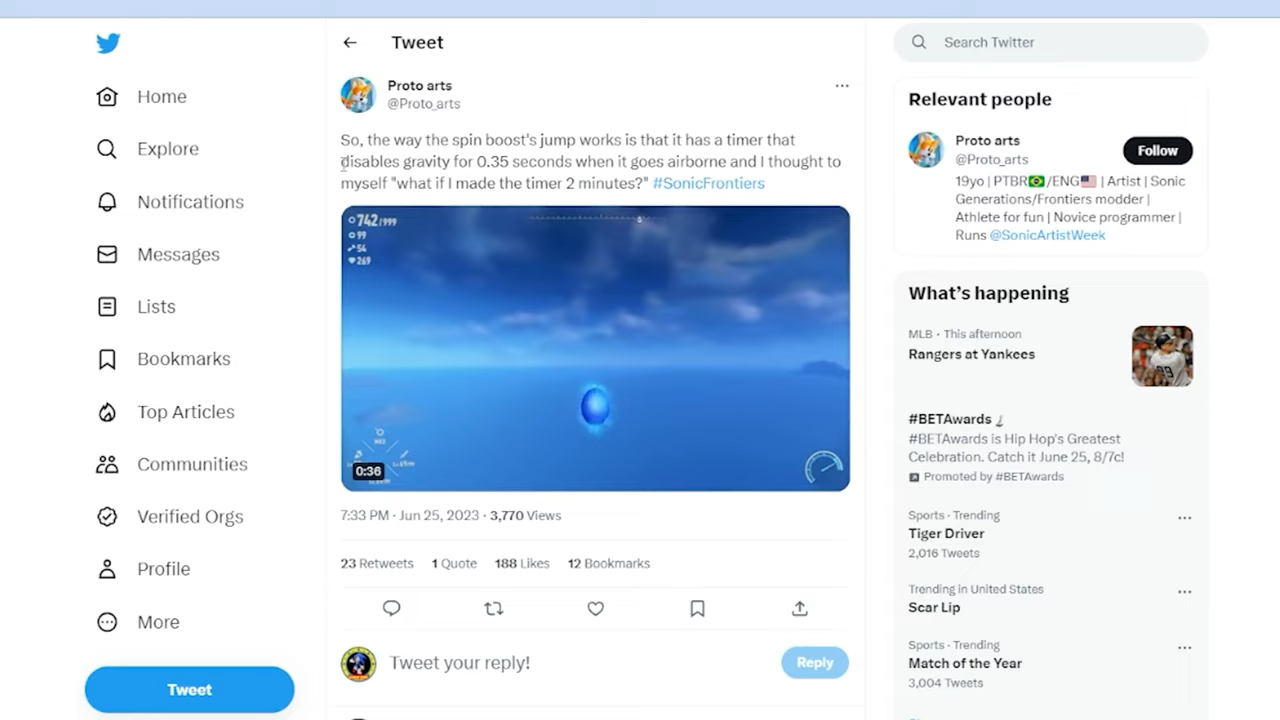 Home
Explore
Notifications
Messages
Lists
Bookmarks
Top Articles
Communities
Verified Orgs
Profile
More
Tweet
Tweet
Proto arts
@Proto_arts
So, the way the spin boost's jump works is that it has a timer that
disables gravity for 0.35 seconds when it goes airborne and I thought to
myself "what if I made the timer 2 minutes?" #SonicFrontiers
742/999
99
54
269
0:36
7:33 PM · Jun 25, 2023 · 3,770 Views
23 Retweets 1 Quote 188 Likes 12 Bookmarks
Tweet your reply!
Reply
Search Twitter
Relevant people
Proto arts
@Proto_arts
Follow
19yo | PTBR🇧🇷/ENG🇺🇸 | Artist | Sonic
Generations/Frontiers modder |
Athlete for fun | Novice programmer |
Runs @SonicArtistWeek
What's happening
MLB · This afternoon
Rangers at Yankees
#BETAwards
#BETAwards is Hip Hop's Greatest
Celebration. Catch it June 25, 8/7c!
Promoted by #BETAwards
Sports · Trending
Tiger Driver
2,016 Tweets
Trending in United States
Scar Lip
Sports · Trending
Match of the Year
3,004 Tweets